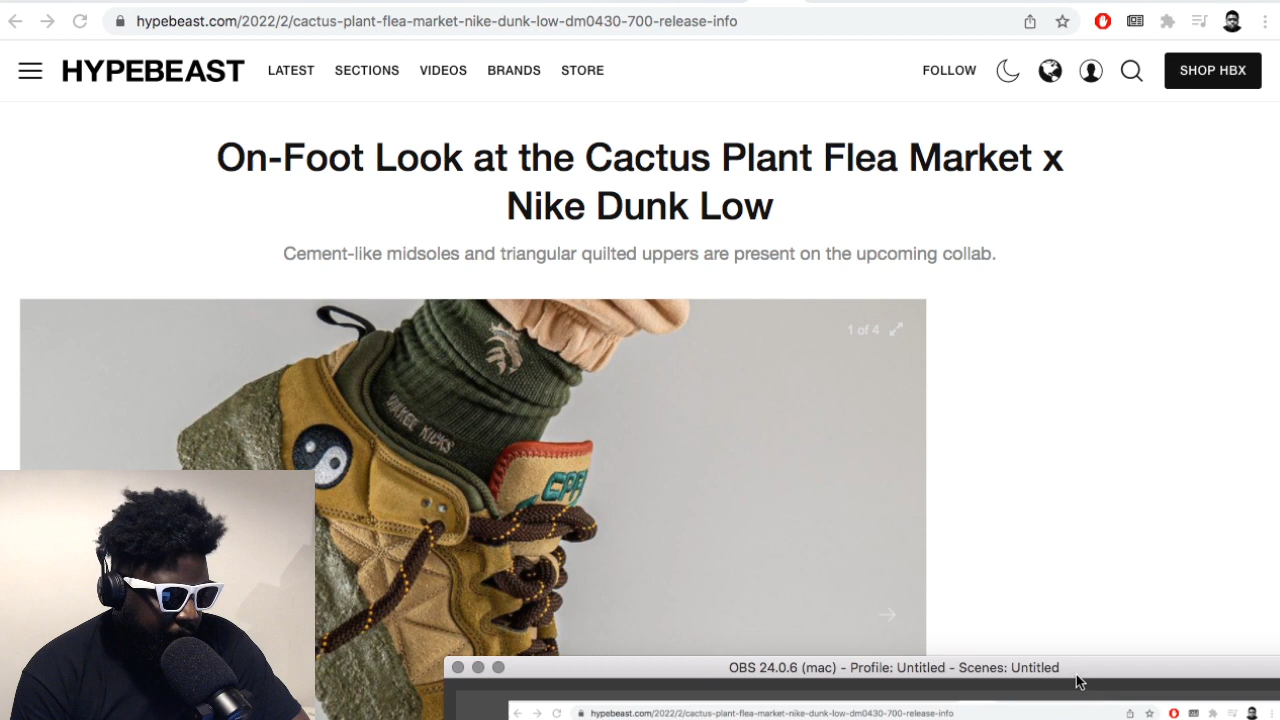 hypebeast.com/2022/2/cactus-plant-flea-market-nike-dunk-low-dm0430-700-release-info
HYPEBEAST LATEST SECTIONS VIDEOS BRANDS STORE FOLLOW SHOP HBX
On-Foot Look at the Cactus Plant Flea Market x
Nike Dunk Low
Cement-like midsoles and triangular quilted uppers are present on the upcoming collab.
1 of 4
YANKEE KICKS
CPFM
OBS 24.0.6 (mac) - Profile: Untitled - Scenes: Untitled
hypebeast.com/2022/2/cactus-plant-flea-market-nike-dunk-low-dm0430-700-release-info